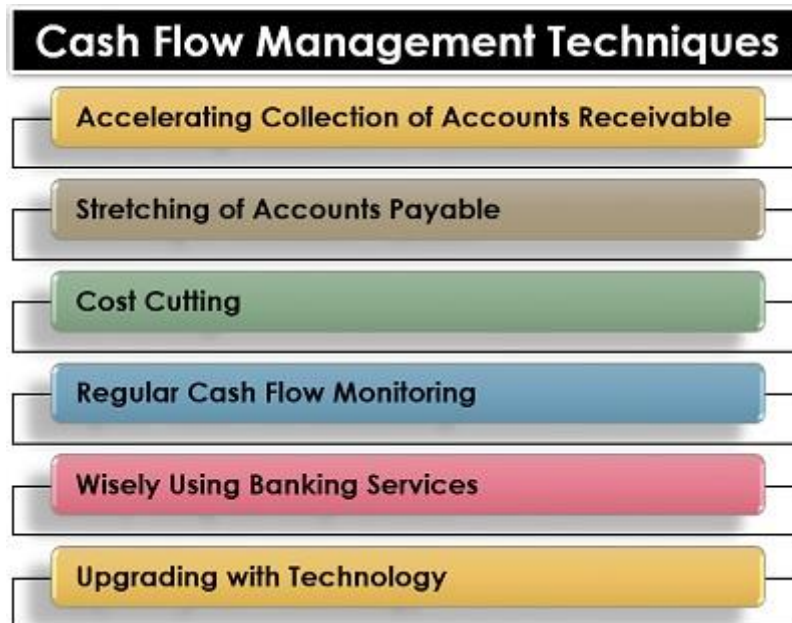 Cash Flow Management Techniques
Accelerating Collection of Accounts Receivable
Stretching of Accounts Payable
Cost Cutting
Regular Cash Flow Monitoring
Wisely Using Banking Services
Upgrading with Technology